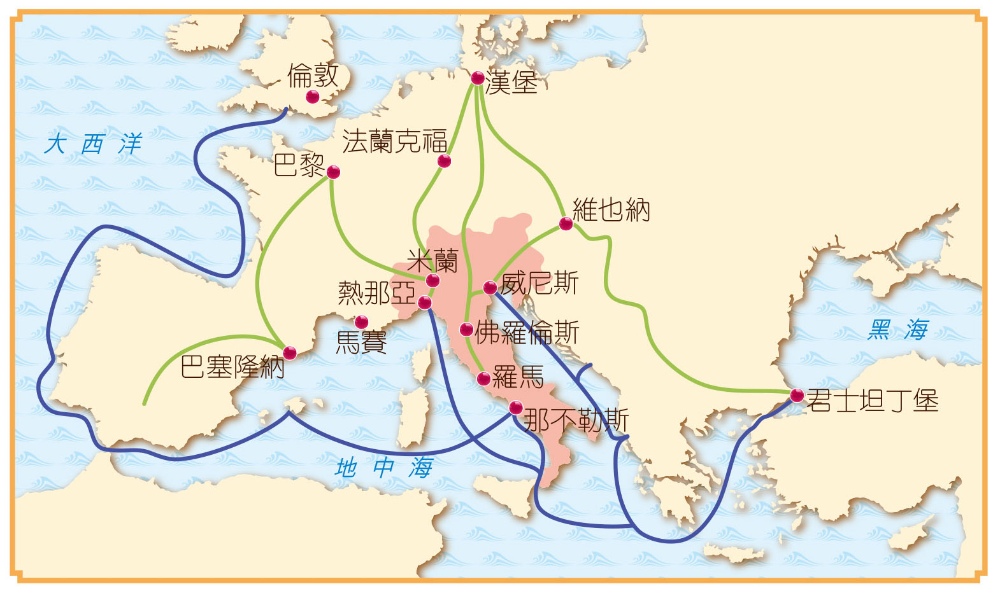 倫敦
漢堡
大西洋
法蘭克福
巴黎
維也納
米蘭
威尼斯
熱那亞
黑海
佛羅倫斯
馬賽
巴塞隆納
羅馬
君士坦丁堡
那不勒斯
地中海